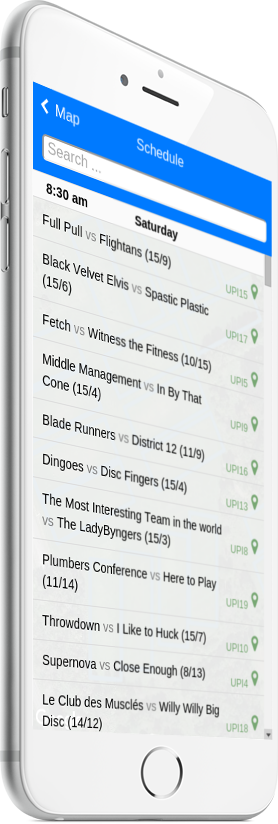 Map
Schedule
Search ...
8:30 am
Saturday
Full Pull vs Flightans (15/9)
UPI15
Black Velvet Elvis vs Spastic Plastic
(15/6)
UPI17
Fetch vs Witness the Fitness (10/15)
UPI5
Middle Management vs In By That
Cone (15/4)
UPI9
Blade Runners vs District 12 (11/9)
UPI16
Dingoes vs Disc Fingers (15/4)
UPI13
The Most Interesting Team in the world
vs The LadyByngers (15/3)
UPI8
Plumbers Conference vs Here to Play
(11/14)
UPI19
Throwdown vs I Like to Huck (15/7)
UPI10
Supernova vs Close Enough (8/13)
UPI4
Le Club des Musclés vs Willy Willy Big
Disc (14/12)
UPI18